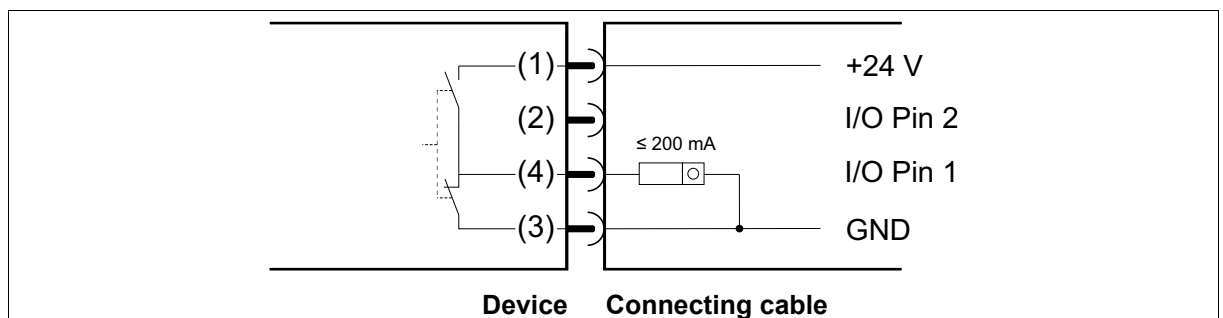 (1) +24 V
(2) I/O Pin 2
≤ 200 mA
(4) I/O Pin 1
(3) GND
Device Connecting cable